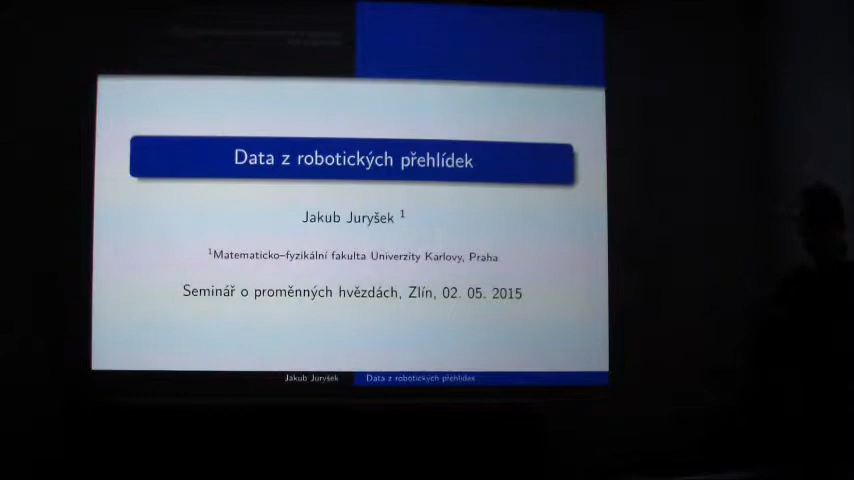 Data z robotických přehlídek
Jakub Juryšek 1
1Matematicko–fyzikální fakulta Univerzity Karlovy, Praha
Seminář o proměnných hvězdách, Zlín, 02. 05. 2015
Jakub Juryšek Data z robotických přehlídek